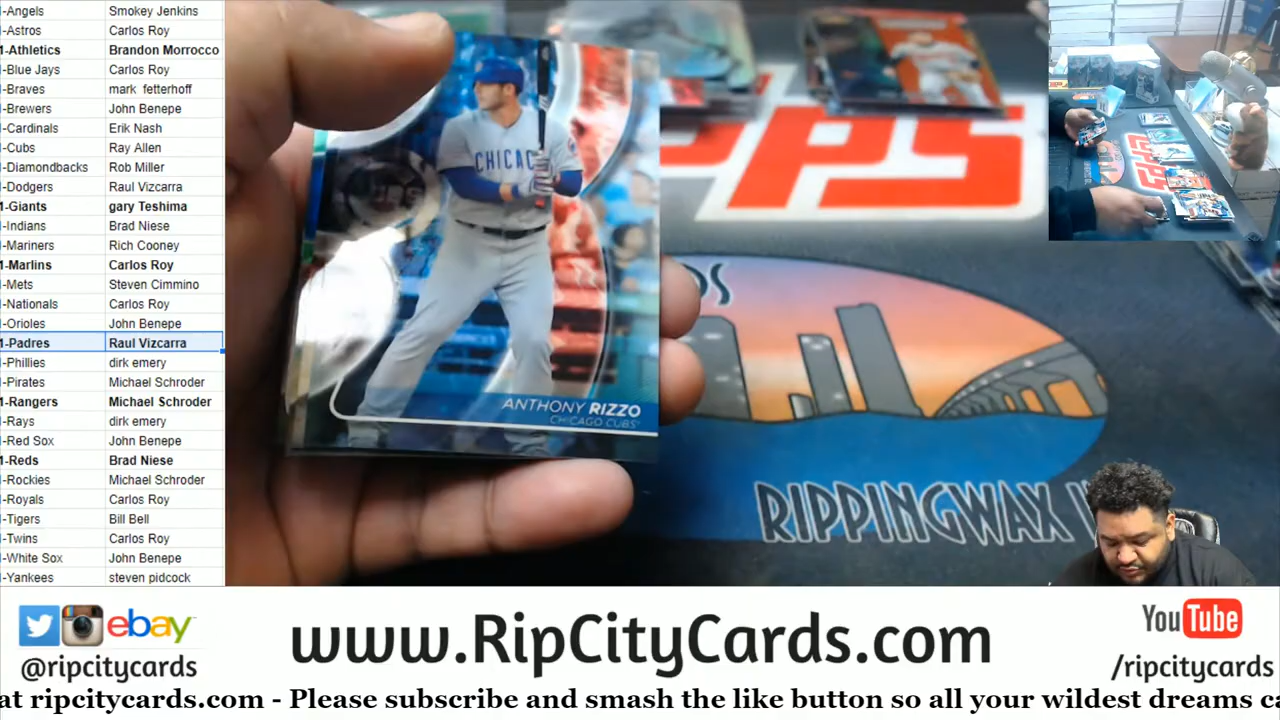 -Angels Smokey Jenkins
-Astros Carlos Roy
1-Athletics Brandon Morrocco
-Blue Jays Carlos Roy
-Braves mark fetterhoff
-Brewers John Benepe
-Cardinals Erik Nash
-Cubs Ray Allen
-Diamondbacks Rob Miller
-Dodgers Raul Vizcarra
1-Giants gary Teshima
-Indians Brad Niese
-Mariners Rich Cooney
1-Marlins Carlos Roy
-Mets Steven Cimmino
-Nationals Carlos Roy
-Orioles John Benepe
1-Padres Raul Vizcarra
-Phillies dirk emery
-Pirates Michael Schroder
1-Rangers Michael Schroder
-Rays dirk emery
-Red Sox John Benepe
1-Reds Brad Niese
-Rockies Michael Schroder
-Royals Carlos Roy
-Tigers Bill Bell
-Twins Carlos Roy
-White Sox John Benepe
-Yankees steven pidcock
CHICAG
ANTHONY RIZZO
CHICAGO CUBS
PPS
DS
RIPPINGWAX
ebay
@ripcitycards
www.RipCityCards.com
YouTube
/ripcitycards
at ripcitycards.com - Please subscribe and smash the like button so all your wildest dreams ca